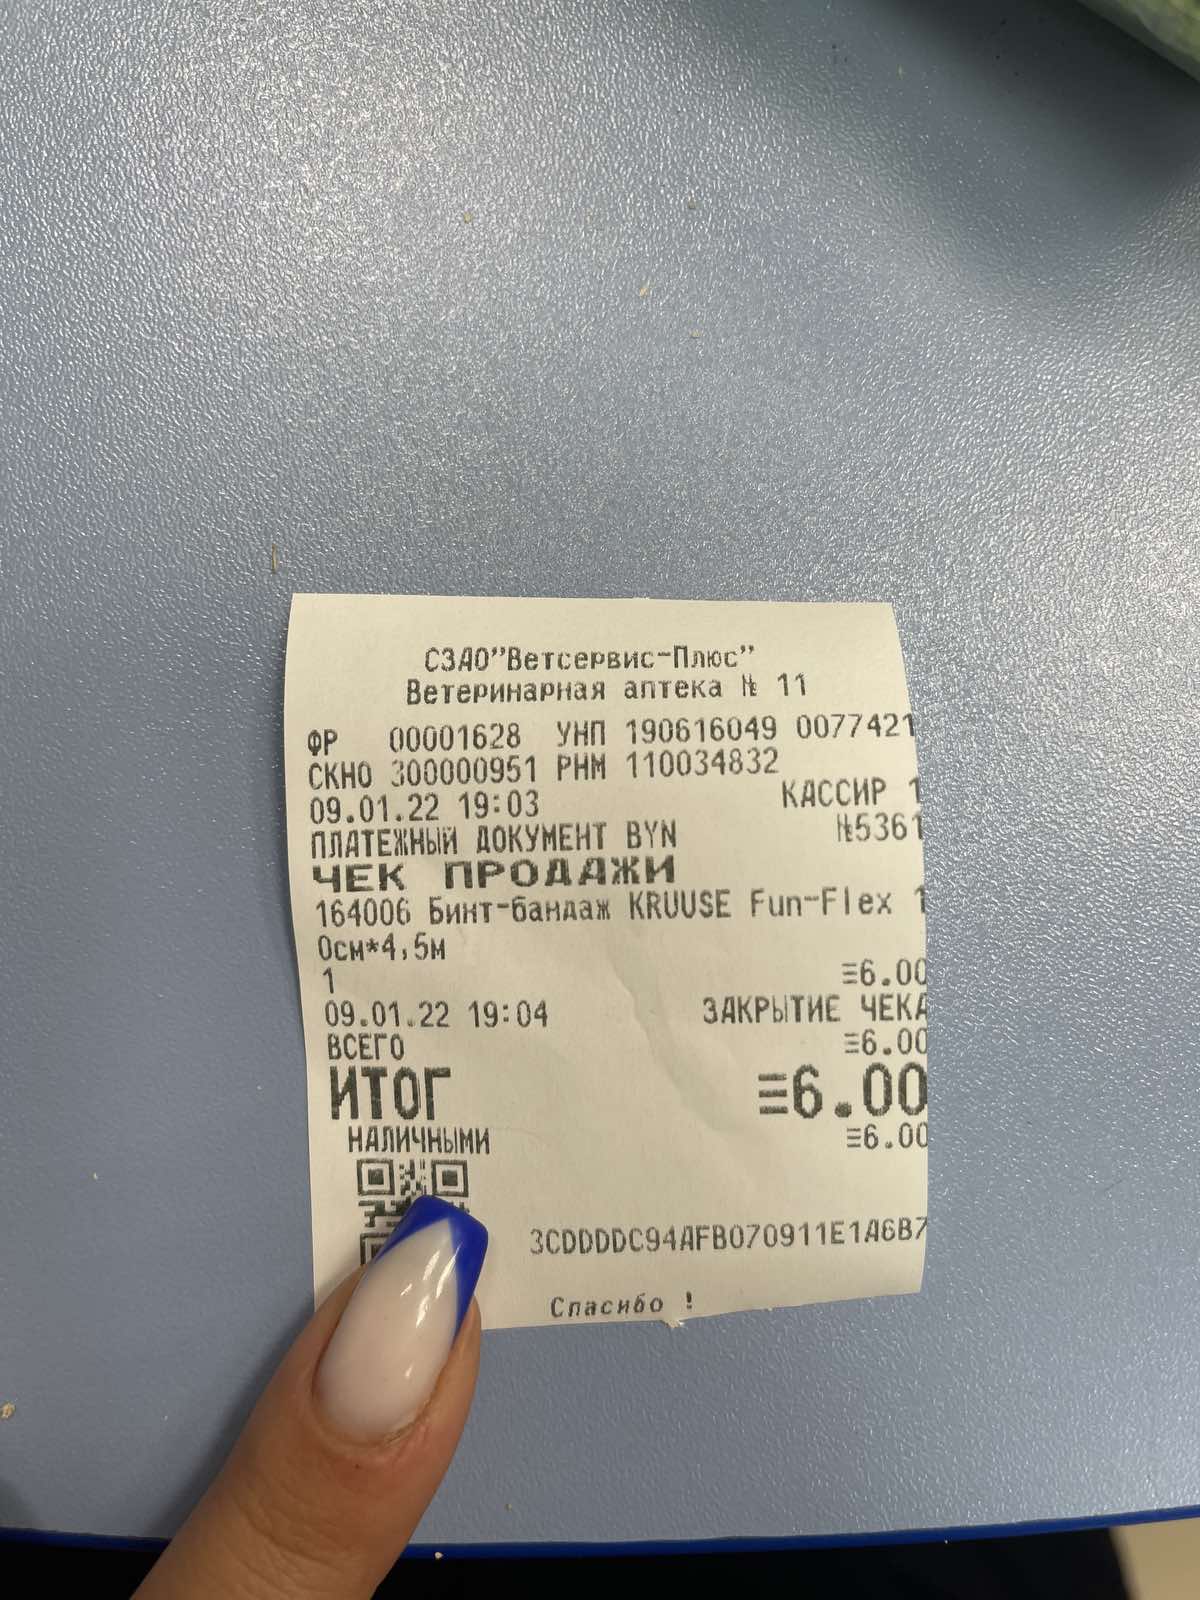 СЗАО"Ветсервис-Плюс"
Ветеринарная аптека № 11
ФР 00001628 УНП 190616049 0077421
СКНО 300000951 РНМ 110034832
09.01.22 19:03 КАССИР 1
ПЛАТЕЖНЫЙ ДОКУМЕНТ BYN №5361
ЧЕК ПРОДАЖИ
164006 Бинт-бандаж KRUUSE Fun-Flex 1
0см*4,5м
1 ≡6.00
09.01.22 19:04 ЗАКРЫТИЕ ЧЕКА
ВСЕГО ≡6.00
ИТОГ ≡6.00
НАЛИЧНЫМИ ≡6.00
3CDDDDC94AFB070911E1A6B7
Спасибо !